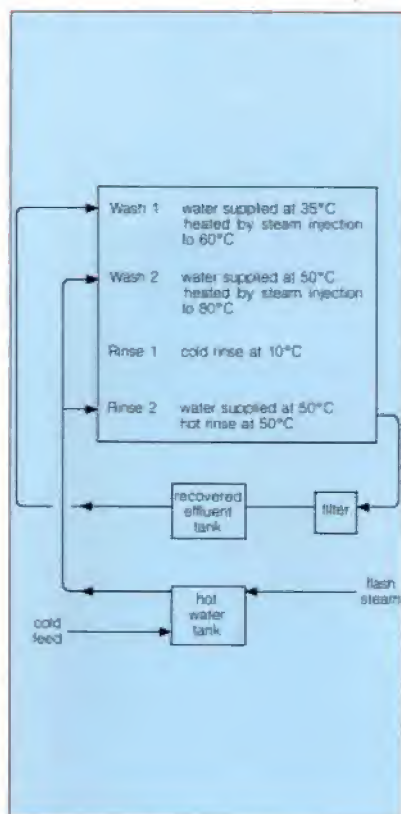 Wash 1 water supplied at 35°C
heated by steam injection
to 60°C
Wash 2 water supplied at 50°C
heated by steam injection
to 80°C
Rinse 1 cold rinse at 10°C
Rinse 2 water supplied at 50°C
hot rinse at 50°C
recovered
effluent
tank
filter
flash
steam
hot
water
tank
cold
feed